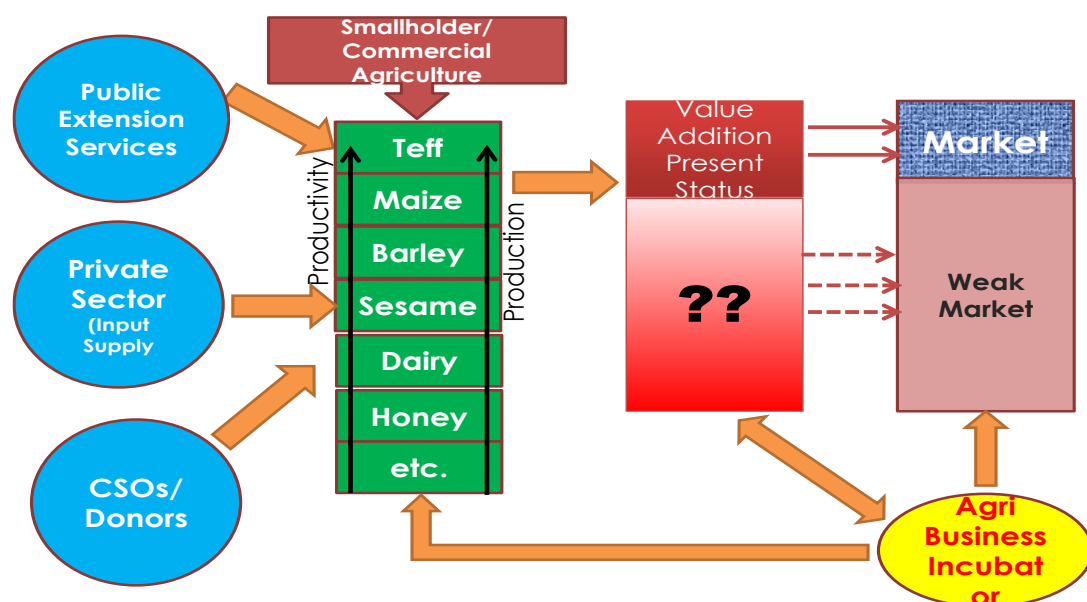 Smallholder/
Commercial
Agriculture
Public
Extension
Services
Private
Sector
(Input
Supply
CSOs/
Donors
Productivity
Teff
Maize
Barley
Sesame
Dairy
Honey
etc.
Production
Value
Addition
Present
Status
??
Market
Weak
Market
Agri
Business
Incubat
or